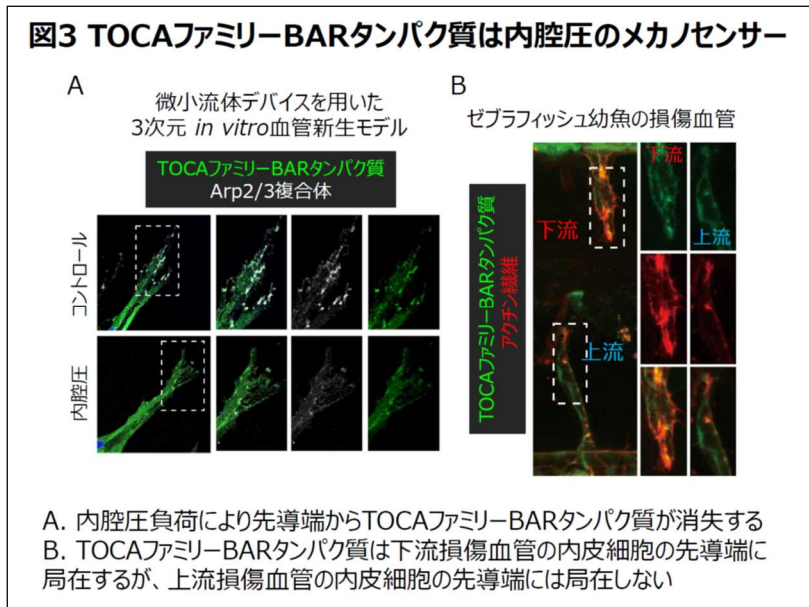 図3 TOCAファミリーBARタンパク質は内腔圧のメカノセンサー
A
微小流体デバイスを用いた
3次元 in vitro血管新生モデル
TOCAファミリーBARタンパク質
Arp2/3複合体
コントロール
内腔圧
B
ゼブラフィッシュ幼魚の損傷血管
TOCAファミリーBARタンパク質
アクチン繊維
下流
上流
下流
上流
A. 内腔圧負荷により先導端からTOCAファミリーBARタンパク質が消失する
B. TOCAファミリーBARタンパク質は下流損傷血管の内皮細胞の先導端に
局在するが、上流損傷血管の内皮細胞の先導端には局在しない